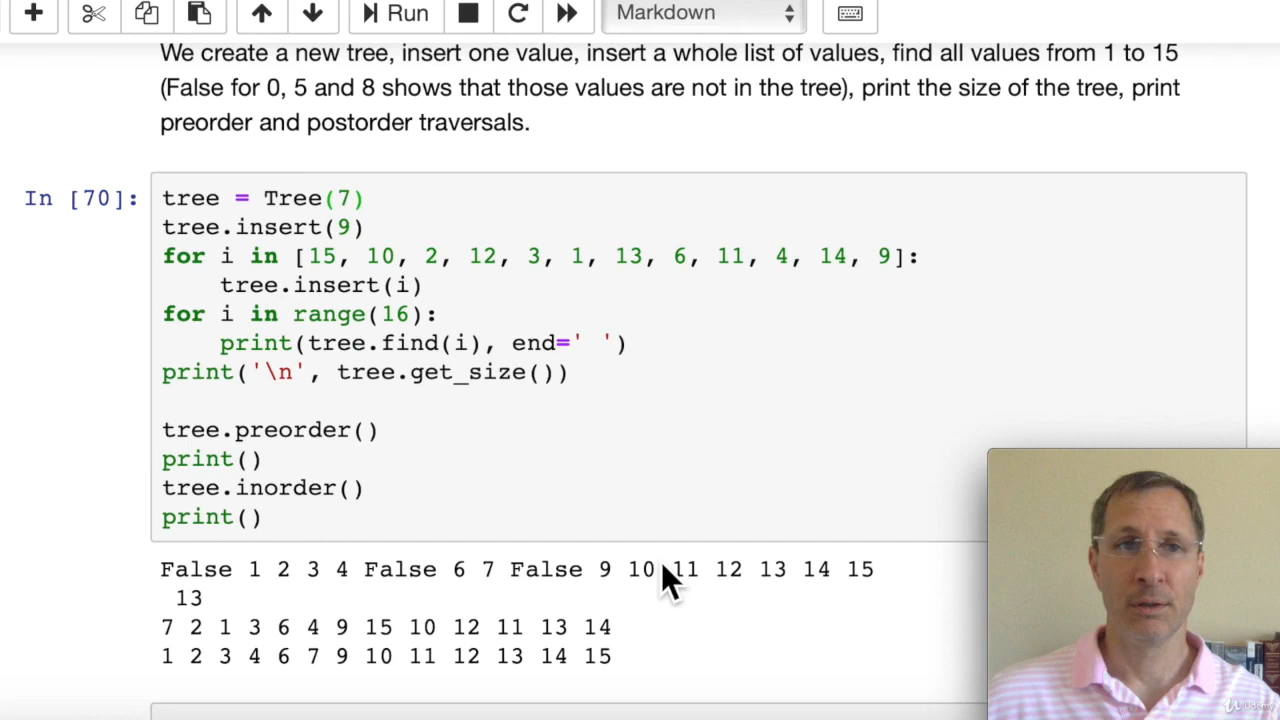 Run
Markdown
We create a new tree, insert one value, insert a whole list of values, find all values from 1 to 15
(False for 0, 5 and 8 shows that those values are not in the tree), print the size of the tree, print
preorder and postorder traversals.
In [70]:
tree = Tree(7)
tree.insert(9)
for i in [15, 10, 2, 12, 3, 1, 13, 6, 11, 4, 14, 9]:
    tree.insert(i)
for i in range(16):
    print(tree.find(i), end=' ')
print('\n', tree.get_size())
tree.preorder()
print()
tree.inorder()
print()
False 1 2 3 4 False 6 7 False 9 10 11 12 13 14 15
 13
7 2 1 3 6 4 9 15 10 12 11 13 14
1 2 3 4 6 7 9 10 11 12 13 14 15
Udemy